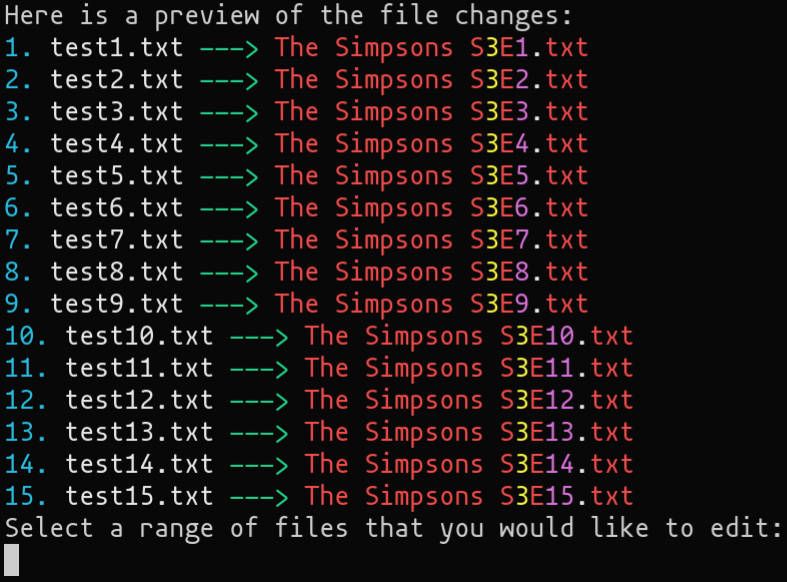 Here is a preview of the file changes:
1. test1.txt ---> The Simpsons S3E1.txt
2. test2.txt ---> The Simpsons S3E2.txt
3. test3.txt ---> The Simpsons S3E3.txt
4. test4.txt ---> The Simpsons S3E4.txt
5. test5.txt ---> The Simpsons S3E5.txt
6. test6.txt ---> The Simpsons S3E6.txt
7. test7.txt ---> The Simpsons S3E7.txt
8. test8.txt ---> The Simpsons S3E8.txt
9. test9.txt ---> The Simpsons S3E9.txt
10. test10.txt ---> The Simpsons S3E10.txt
11. test11.txt ---> The Simpsons S3E11.txt
12. test12.txt ---> The Simpsons S3E12.txt
13. test13.txt ---> The Simpsons S3E13.txt
14. test14.txt ---> The Simpsons S3E14.txt
15. test15.txt ---> The Simpsons S3E15.txt
Select a range of files that you would like to edit: